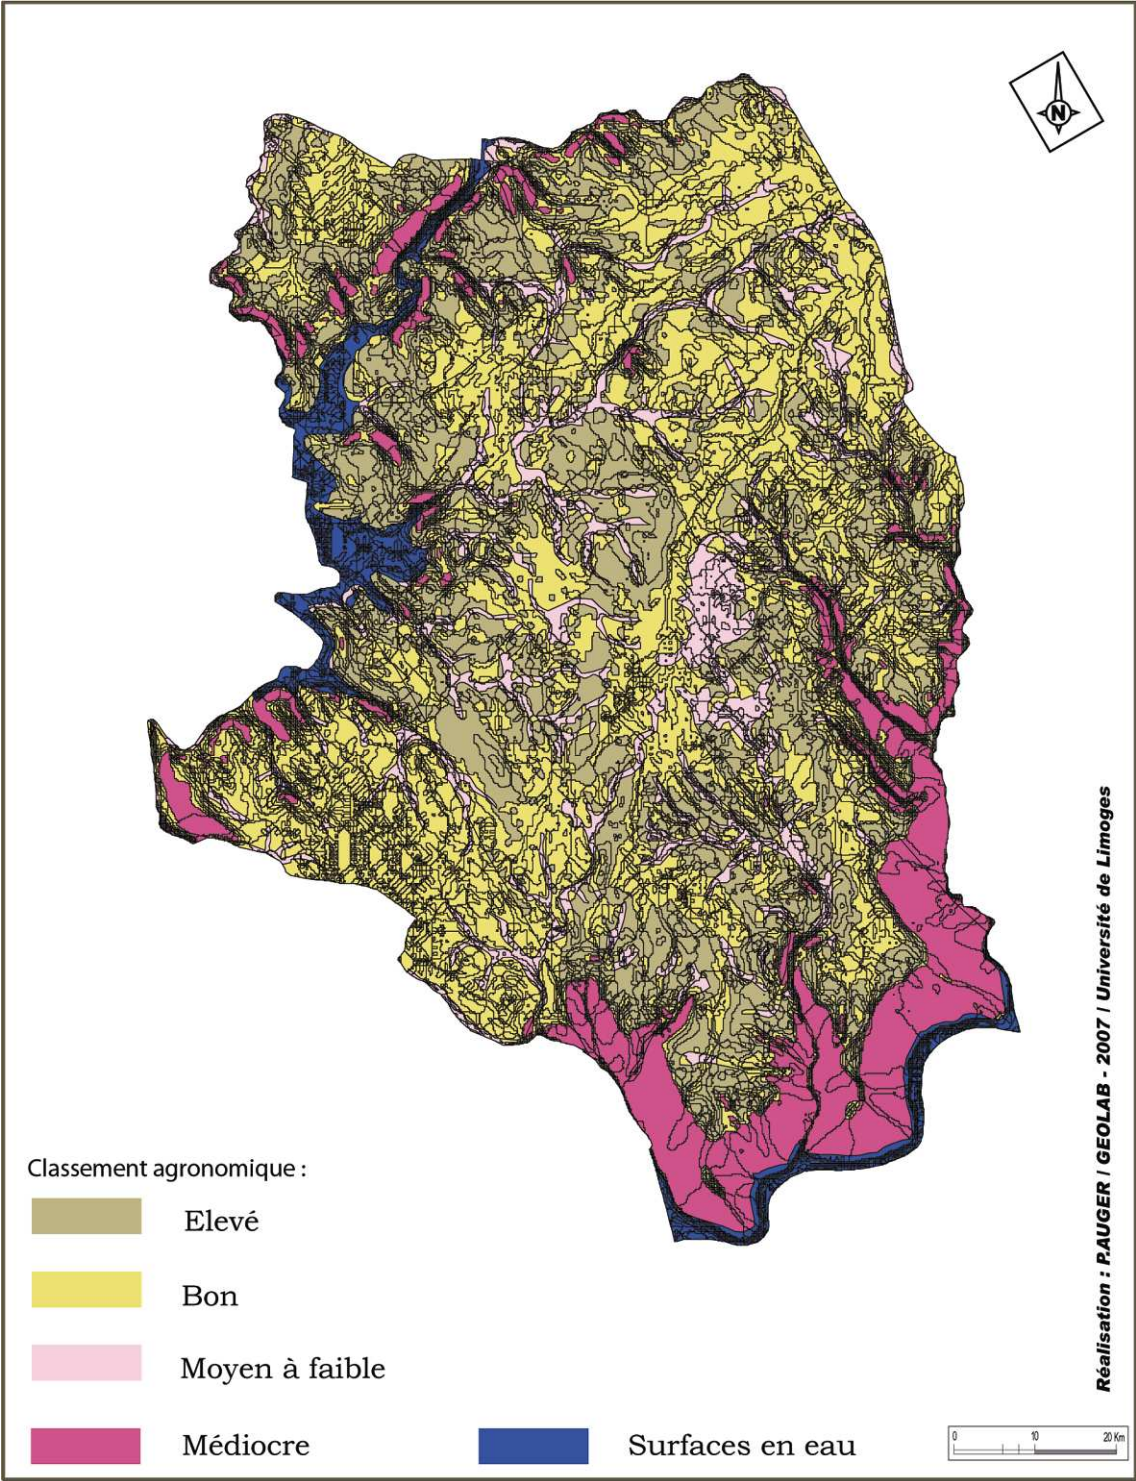 N
Réalisation : P.AUGER / GEOLAB - 2007 / Université de Limoges
Classement agronomique :
Elevé
Bon
Moyen à faible
Médiocre
Surfaces en eau
0 10 20 Km